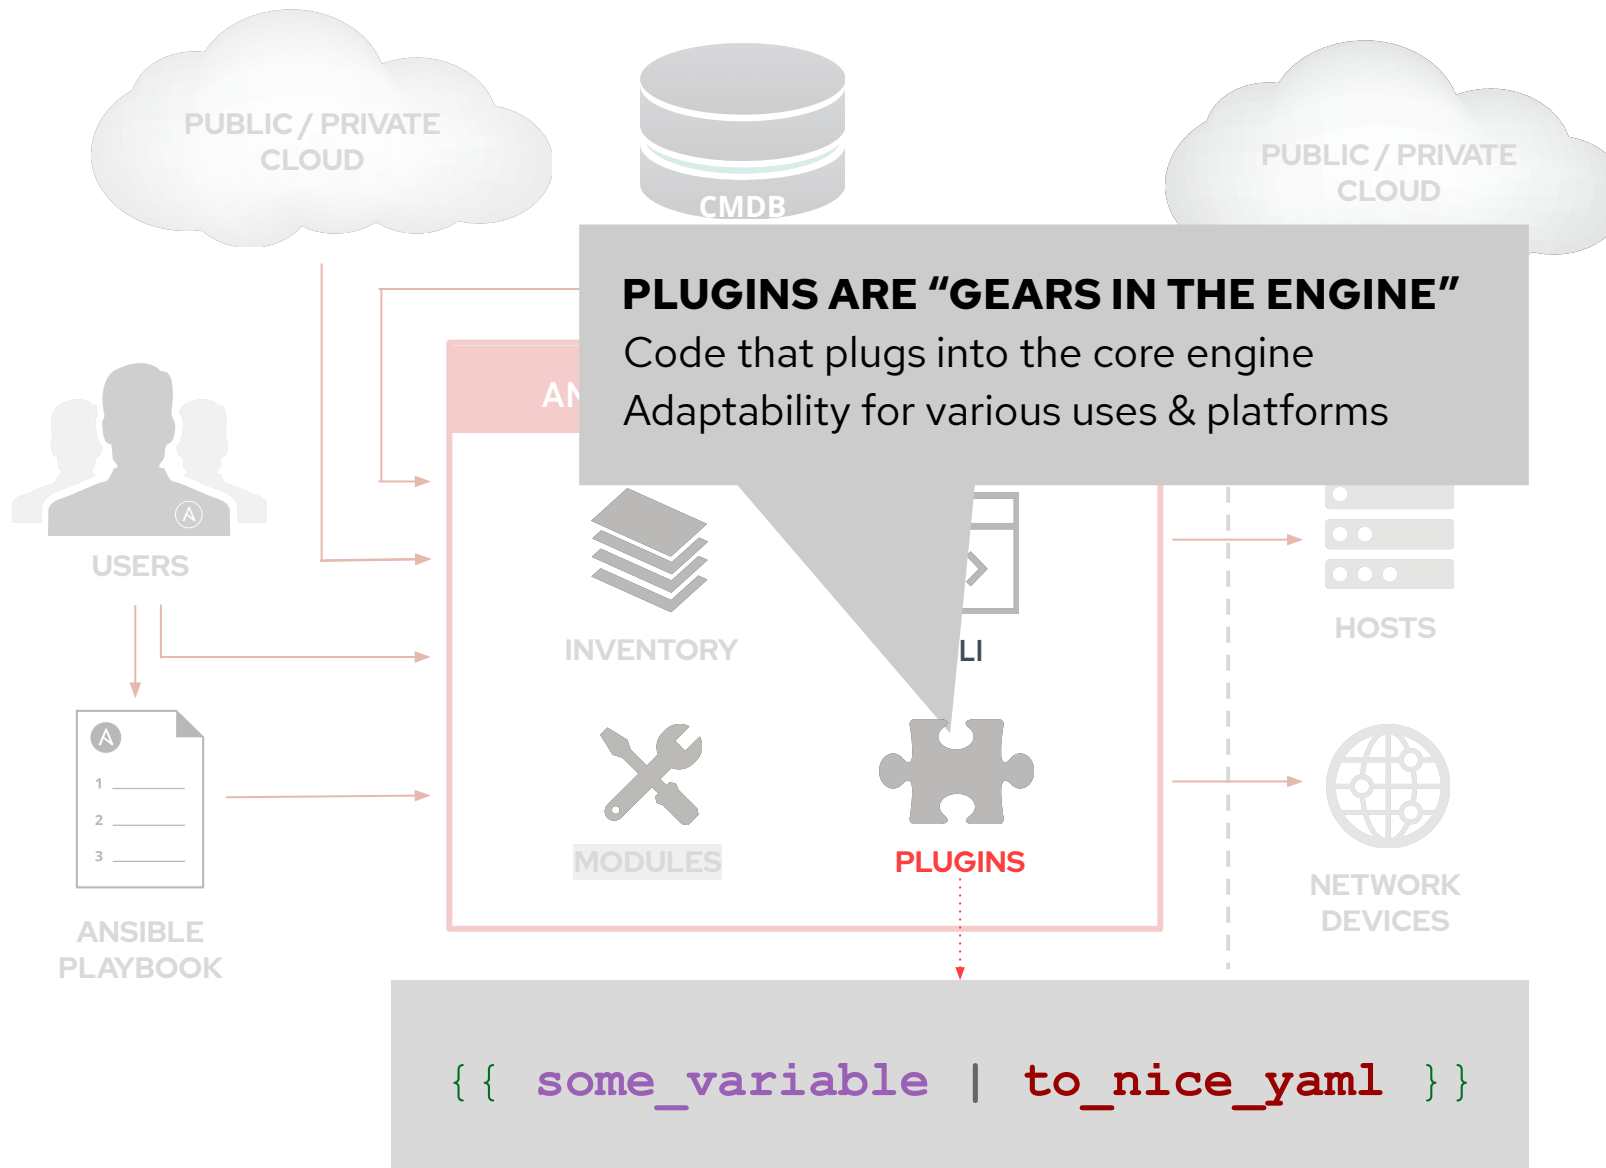 PUBLIC / PRIVATE
CLOUD
CMDB
PUBLIC / PRIVATE
CLOUD
PLUGINS ARE “GEARS IN THE ENGINE”
Code that plugs into the core engine
Adaptability for various uses & platforms
USERS
INVENTORY
HOSTS
1
2
3
MODULES
PLUGINS
ANSIBLE
PLAYBOOK
NETWORK
DEVICES
{{ some_variable | to_nice_yaml }}